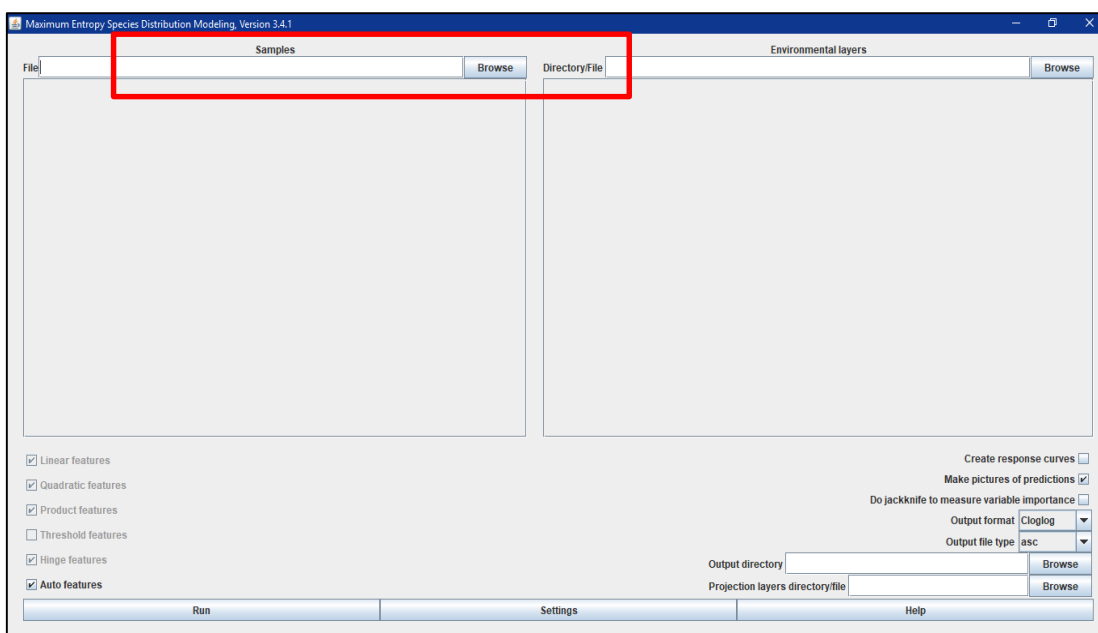 Maximum Entropy Species Distribution Modeling, Version 3.4.1
Samples
File
Browse
Environmental layers
Directory/File
Browse
Linear features
Quadratic features
Product features
Threshold features
Hinge features
Auto features
Create response curves
Make pictures of predictions
Do jackknife to measure variable importance
Output format Cloglog
Output file type asc
Output directory
Browse
Projection layers directory/file
Browse
Run
Settings
Help